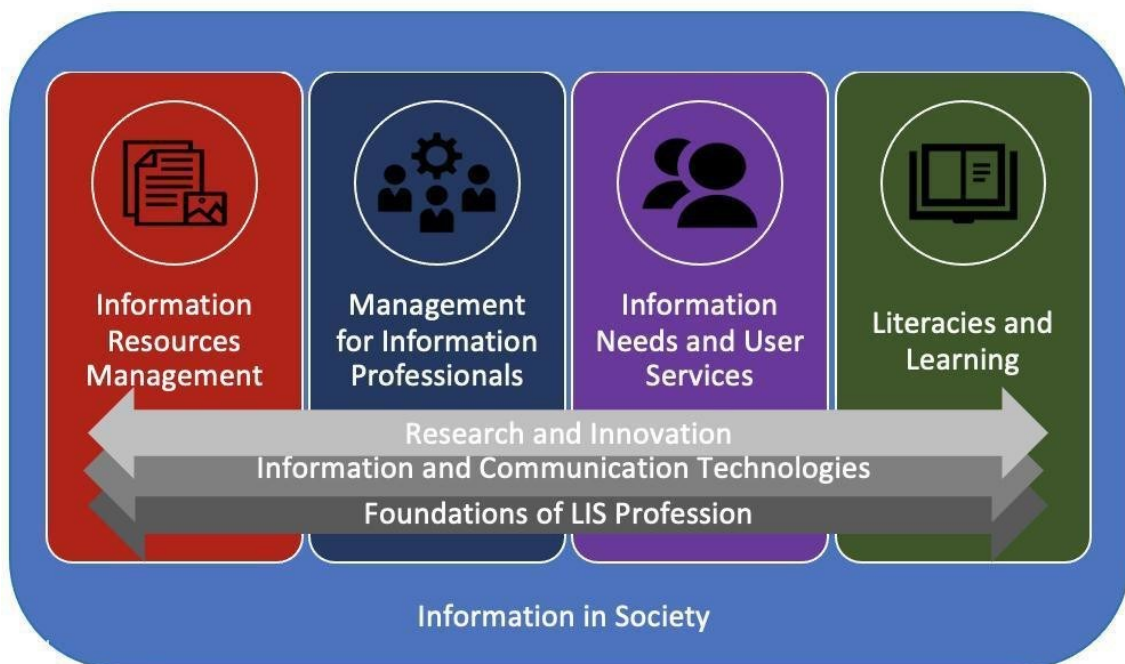 Information
Resources
Management
Management
for Information
Professionals
Information
Needs and User
Services
Literacies and
Learning
Research and Innovation
Information and Communication Technologies
Foundations of LIS Profession
Information in Society